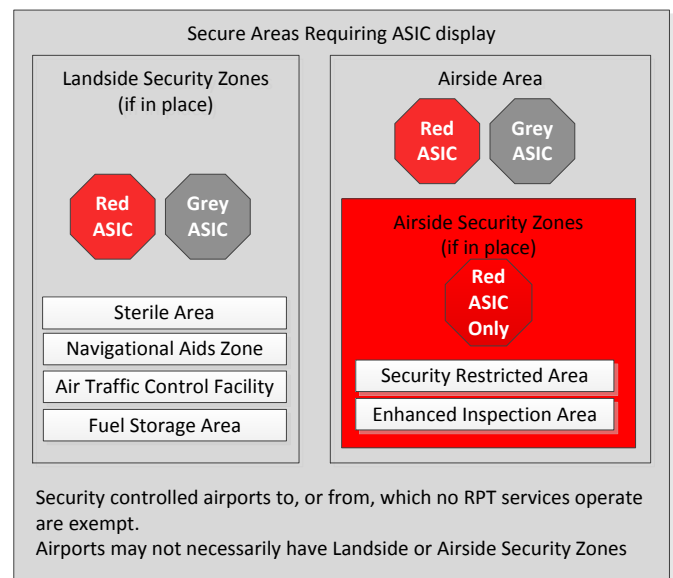 Secure Areas Requiring ASIC display
Landside Security Zones
(if in place)
Red
ASIC
Grey
ASIC
Sterile Area
Navigational Aids Zone
Air Traffic Control Facility
Fuel Storage Area
Airside Area
Red
ASIC
Grey
ASIC
Airside Security Zones
(if in place)
Red
ASIC
Only
Security Restricted Area
Enhanced Inspection Area
Security controlled airports to, or from, which no RPT services operate
are exempt.
Airports may not necessarily have Landside or Airside Security Zones